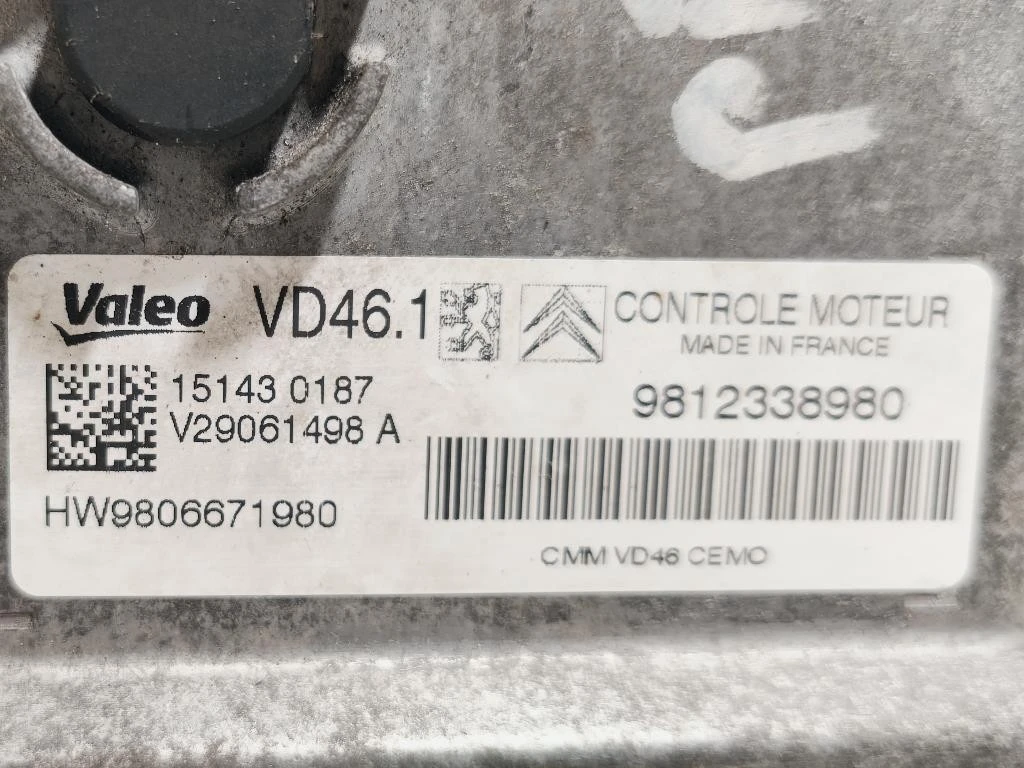 Valeo VD46.1 CONTROLE MOTEUR
MADE IN FRANCE
15143 0187
9812338980
V29061498 A
HW9806671980
CMM VD46 CEMO